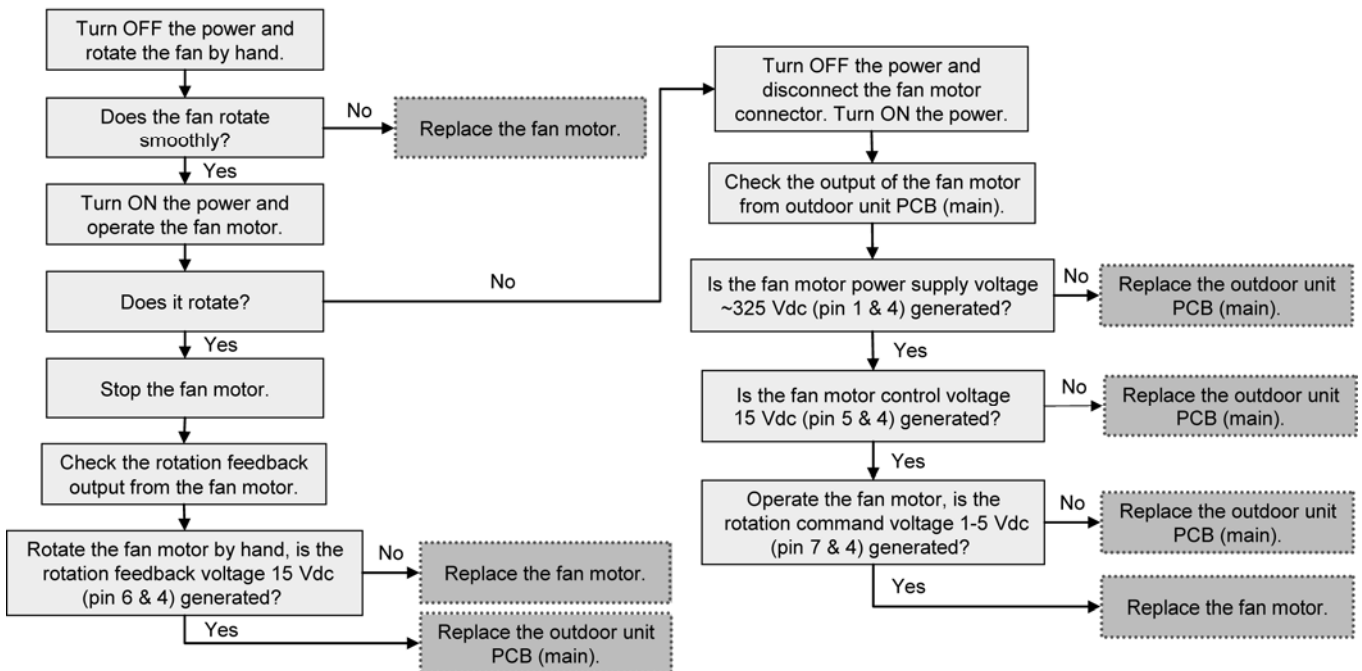 Turn OFF the power and
rotate the fan by hand.
Does the fan rotate
smoothly?
No
Replace the fan motor.
Yes
Turn ON the power and
operate the fan motor.
Does it rotate?
No
Yes
Stop the fan motor.
Check the rotation feedback
output from the fan motor.
Rotate the fan motor by hand, is the
rotation feedback voltage 15 Vdc
(pin 6 & 4) generated?
No
Replace the fan motor.
Yes
Replace the outdoor unit
PCB (main).
Turn OFF the power and
disconnect the fan motor
connector. Turn ON the power.
Check the output of the fan motor
from outdoor unit PCB (main).
Is the fan motor power supply voltage
~325 Vdc (pin 1 & 4) generated?
No
Replace the outdoor unit
PCB (main).
Yes
Is the fan motor control voltage
15 Vdc (pin 5 & 4) generated?
No
Replace the outdoor unit
PCB (main).
Yes
Operate the fan motor, is the
rotation command voltage 1-5 Vdc
(pin 7 & 4) generated?
No
Replace the outdoor unit
PCB (main).
Yes
Replace the fan motor.